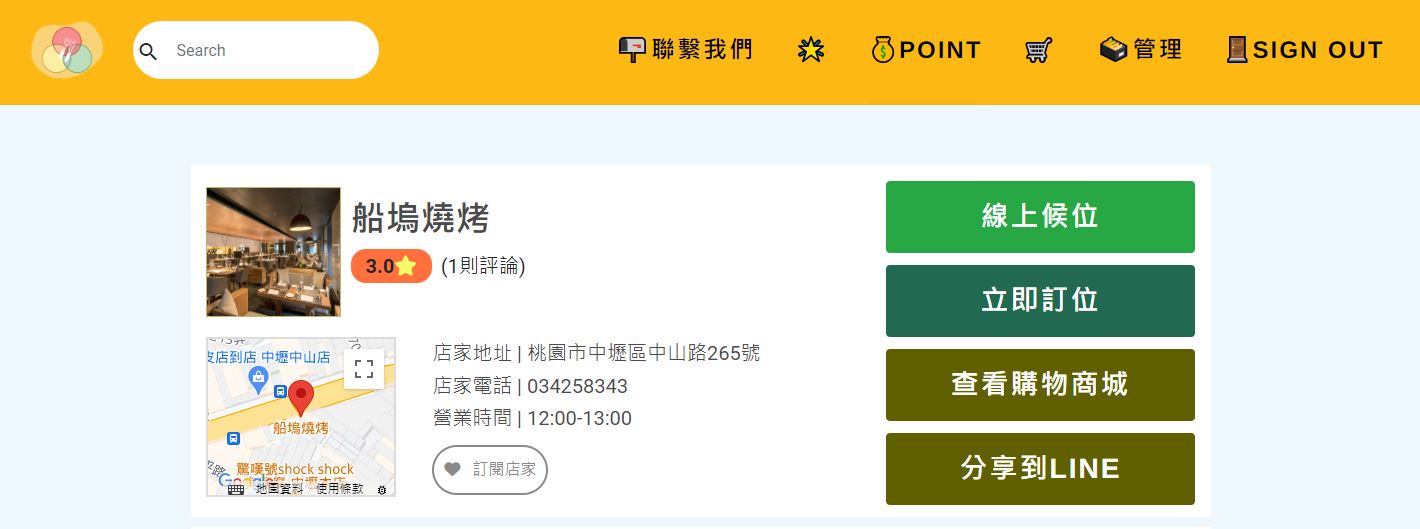 Search
聯繫我們
POINT
管理
SIGN OUT
船塢燒烤
3.0
(1則評論)
線上候位
立即訂位
查看購物商城
分享到LINE
店家地址 | 桃園市中壢區中山路265號
店家電話 | 034258343
營業時間 | 12:00-13:00
訂閱店家
皮店到店 中壢中山店
船塢燒烤
驚嘆號shock shock
Google
中壢本店
地圖資料
使用條款